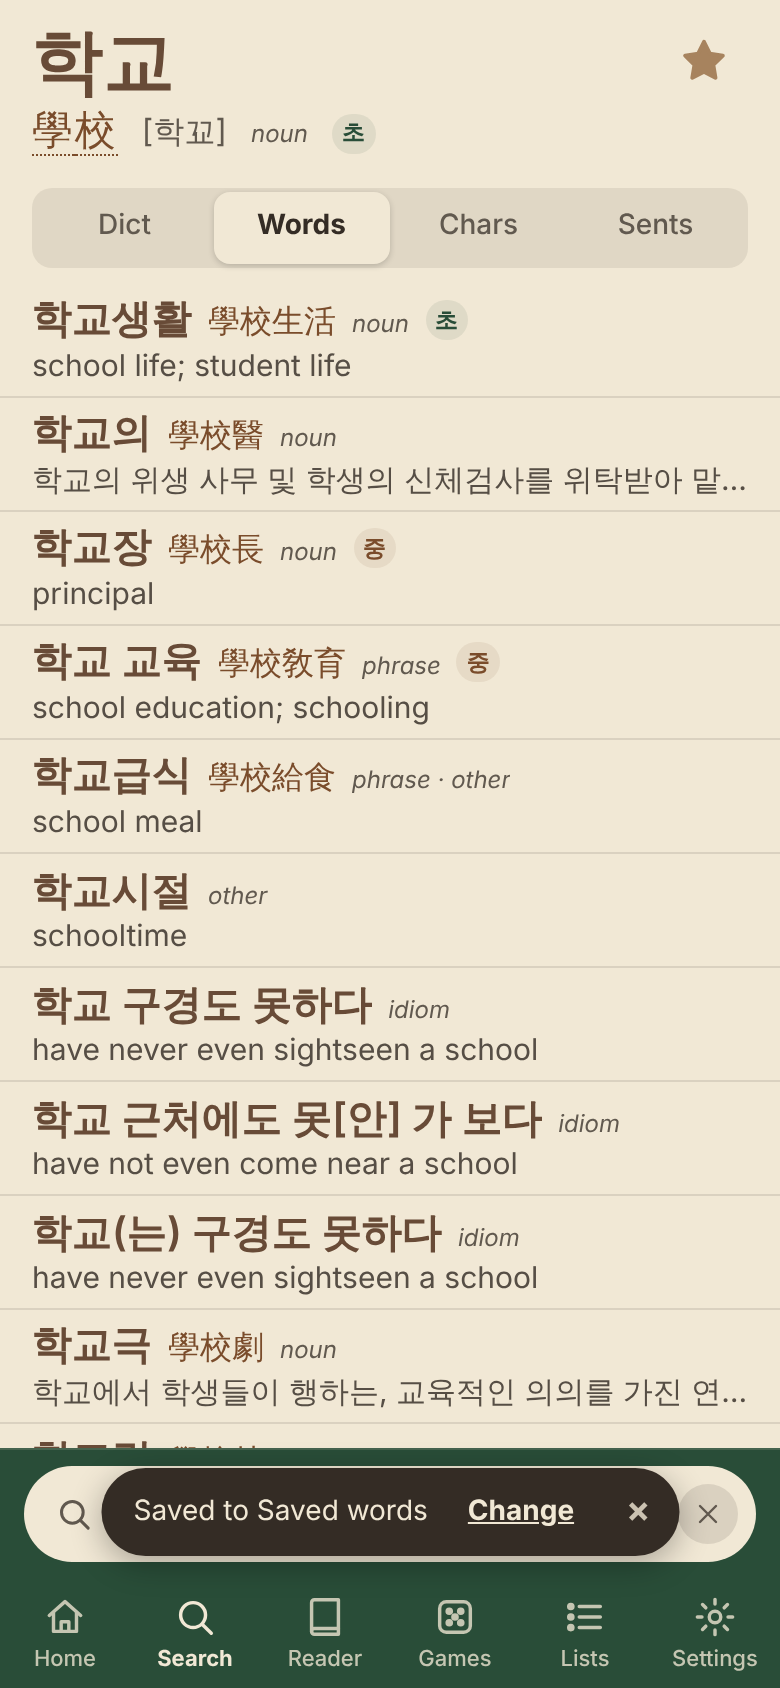 학교
學校 [학꾜] noun 초
Dict Words Chars Sents
학교생활 學校生活 noun 초
school life; student life
학교의 學校醫 noun
학교의 위생 사무 및 학생의 신체검사를 위탁받아 맡...
학교장 學校長 noun 중
principal
학교 교육 學校敎育 phrase 중
school education; schooling
학교급식 學校給食 phrase · other
school meal
학교시절 other
schooltime
학교 구경도 못하다 idiom
have never even sightseen a school
학교 근처에도 못[안] 가 보다 idiom
have not even come near a school
학교(는) 구경도 못하다 idiom
have never even sightseen a school
학교극 學校劇 noun
학교에서 학생들이 행하는, 교육적인 의의를 가진 연...
Saved to Saved words Change ×
Home Search Reader Games Lists Settings